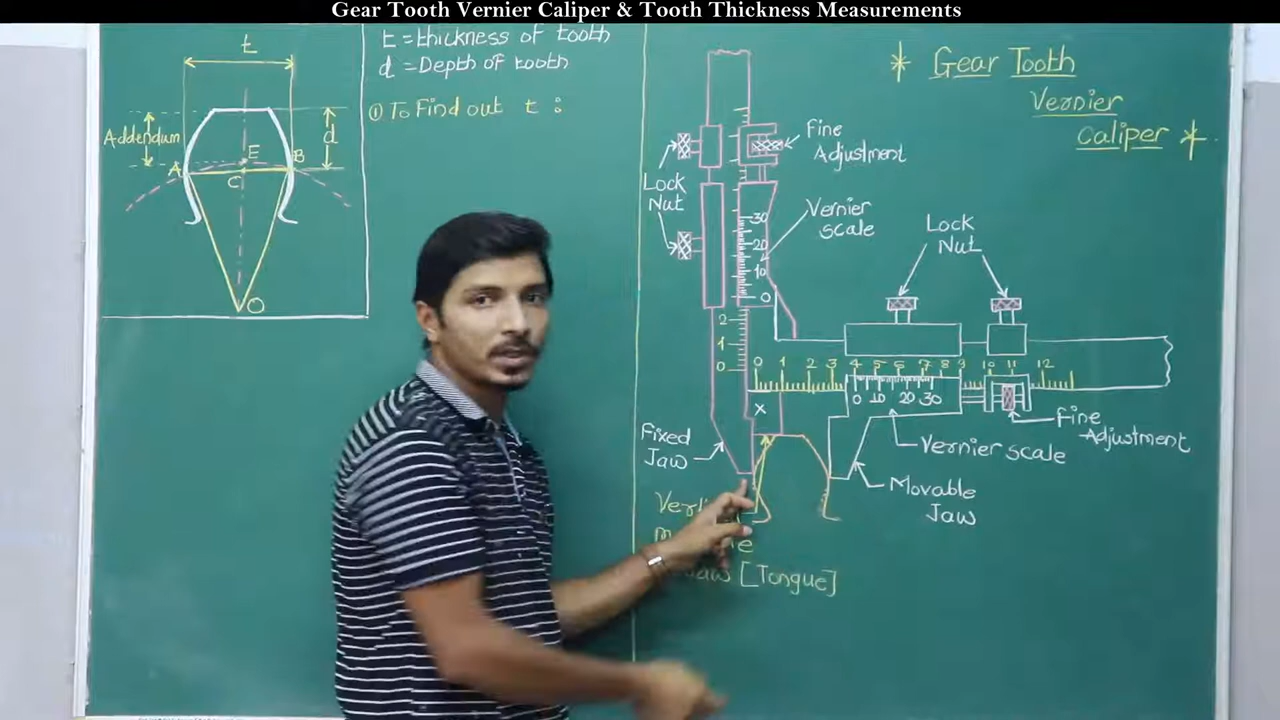 Gear Tooth Vernier Caliper & Tooth Thickness Measurements
t = thickness of tooth
d = Depth of tooth
① To Find out t :
t
Addendum
d
A
E
B
C
O
* Gear Tooth
Vernier
Caliper *
Fine
Adjustment
Lock
Nut
Vernier
scale
30
20
10
0
2
1
0
Lock
Nut
0 1 2 3 4 5 6 7 8 9 10 11 12
0 10 20 30
X
Fixed
Jaw
Fine
Adjustment
Vernier scale
Movable
Jaw
[Tongue]